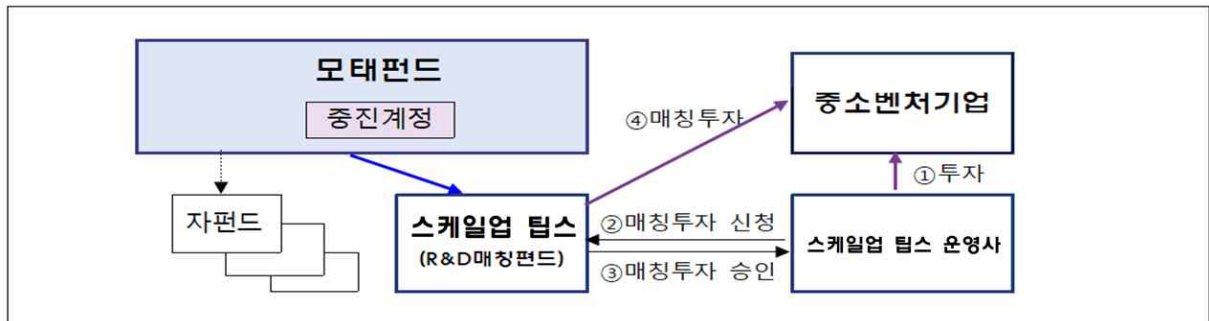 모태펀드
중진계정
중소벤처기업
④매칭투자
①투자
자펀드
스케일업 팁스
(R&D매칭펀드)
②매칭투자 신청
③매칭투자 승인
스케일업 팁스 운영사